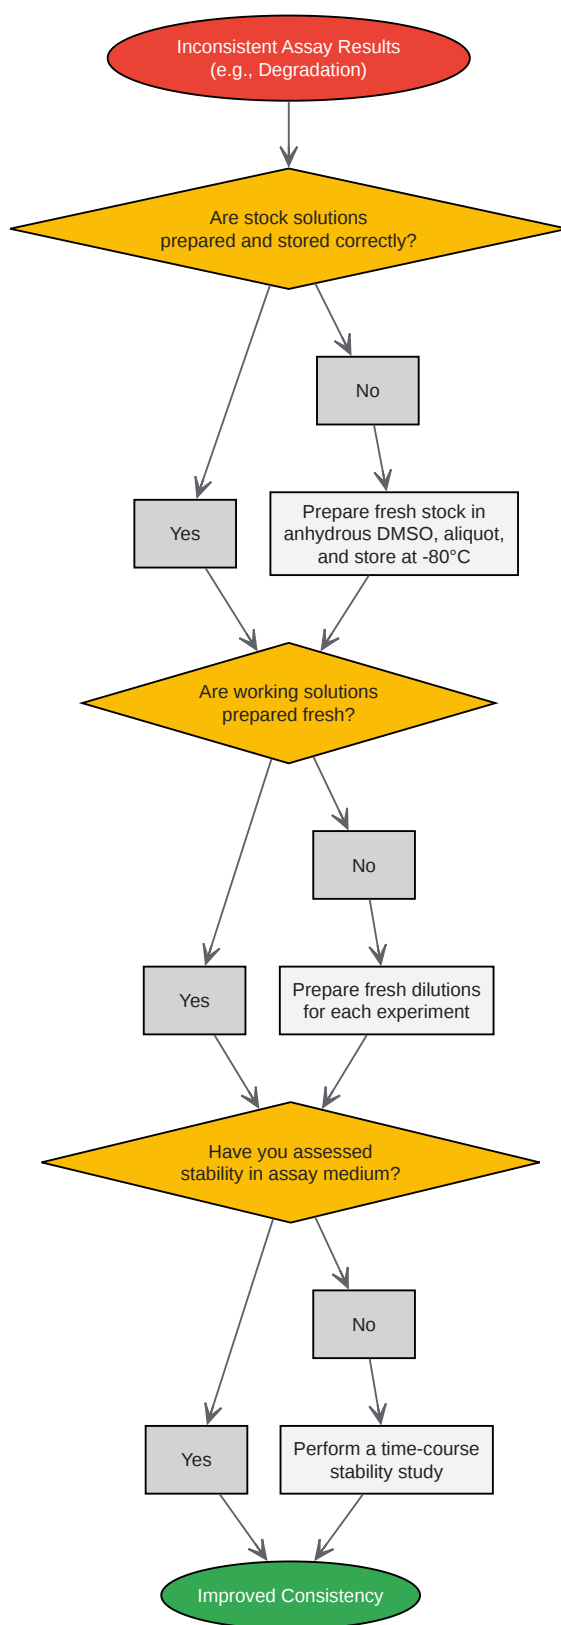 Inconsistent Assay Results
(e.g., Degradation)
Are stock solutions
prepared and stored correctly?
No
Yes
Prepare fresh stock in
anhydrous DMSO, aliquot,
and store at -80°C
Are working solutions
prepared fresh?
No
Yes
Prepare fresh dilutions
for each experiment
Have you assessed
stability in assay medium?
No
Yes
Perform a time-course
stability study
Improved Consistency